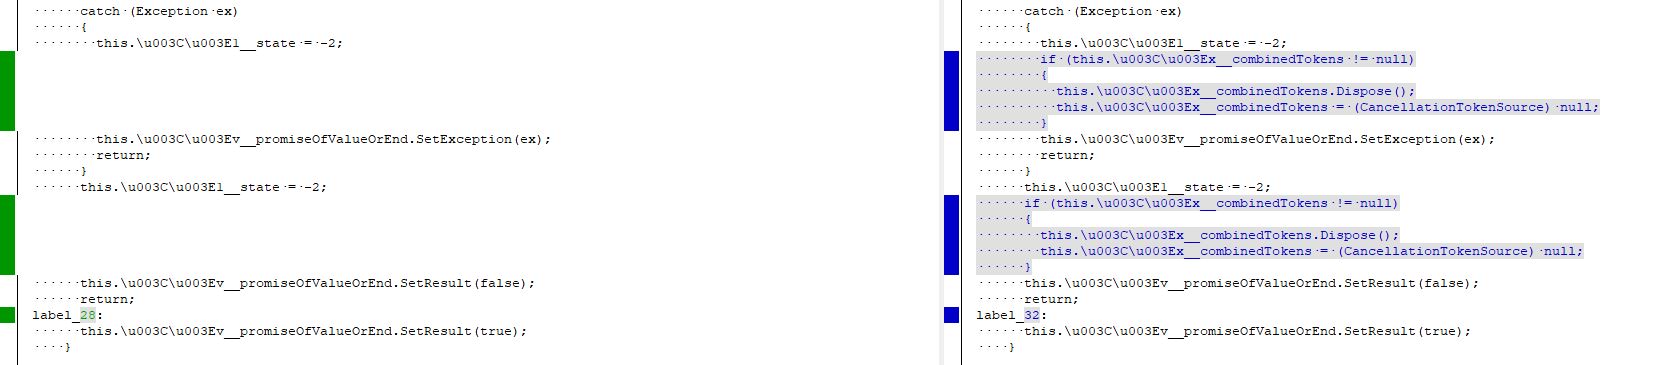 ······catch·(Exception·ex)
······{
········this.\u003C\u003E1__state·=·-2;
········this.\u003C\u003Ev__promiseOfValueOrEnd.SetException(ex);
········return;
······}
······this.\u003C\u003E1__state·=·-2;
······this.\u003C\u003Ev__promiseOfValueOrEnd.SetResult(false);
······return;
label_28:
······this.\u003C\u003Ev__promiseOfValueOrEnd.SetResult(true);
····}
······catch·(Exception·ex)
······{
········this.\u003C\u003E1__state·=·-2;
········if·(this.\u003C\u003Ex__combinedTokens·!=·null)
········{
··········this.\u003C\u003Ex__combinedTokens.Dispose();
··········this.\u003C\u003Ex__combinedTokens·=·(CancellationTokenSource)·null;
········}
········this.\u003C\u003Ev__promiseOfValueOrEnd.SetException(ex);
········return;
······}
······this.\u003C\u003E1__state·=·-2;
······if·(this.\u003C\u003Ex__combinedTokens·!=·null)
······{
········this.\u003C\u003Ex__combinedTokens.Dispose();
········this.\u003C\u003Ex__combinedTokens·=·(CancellationTokenSource)·null;
······}
······this.\u003C\u003Ev__promiseOfValueOrEnd.SetResult(false);
······return;
label_32:
······this.\u003C\u003Ev__promiseOfValueOrEnd.SetResult(true);
····}